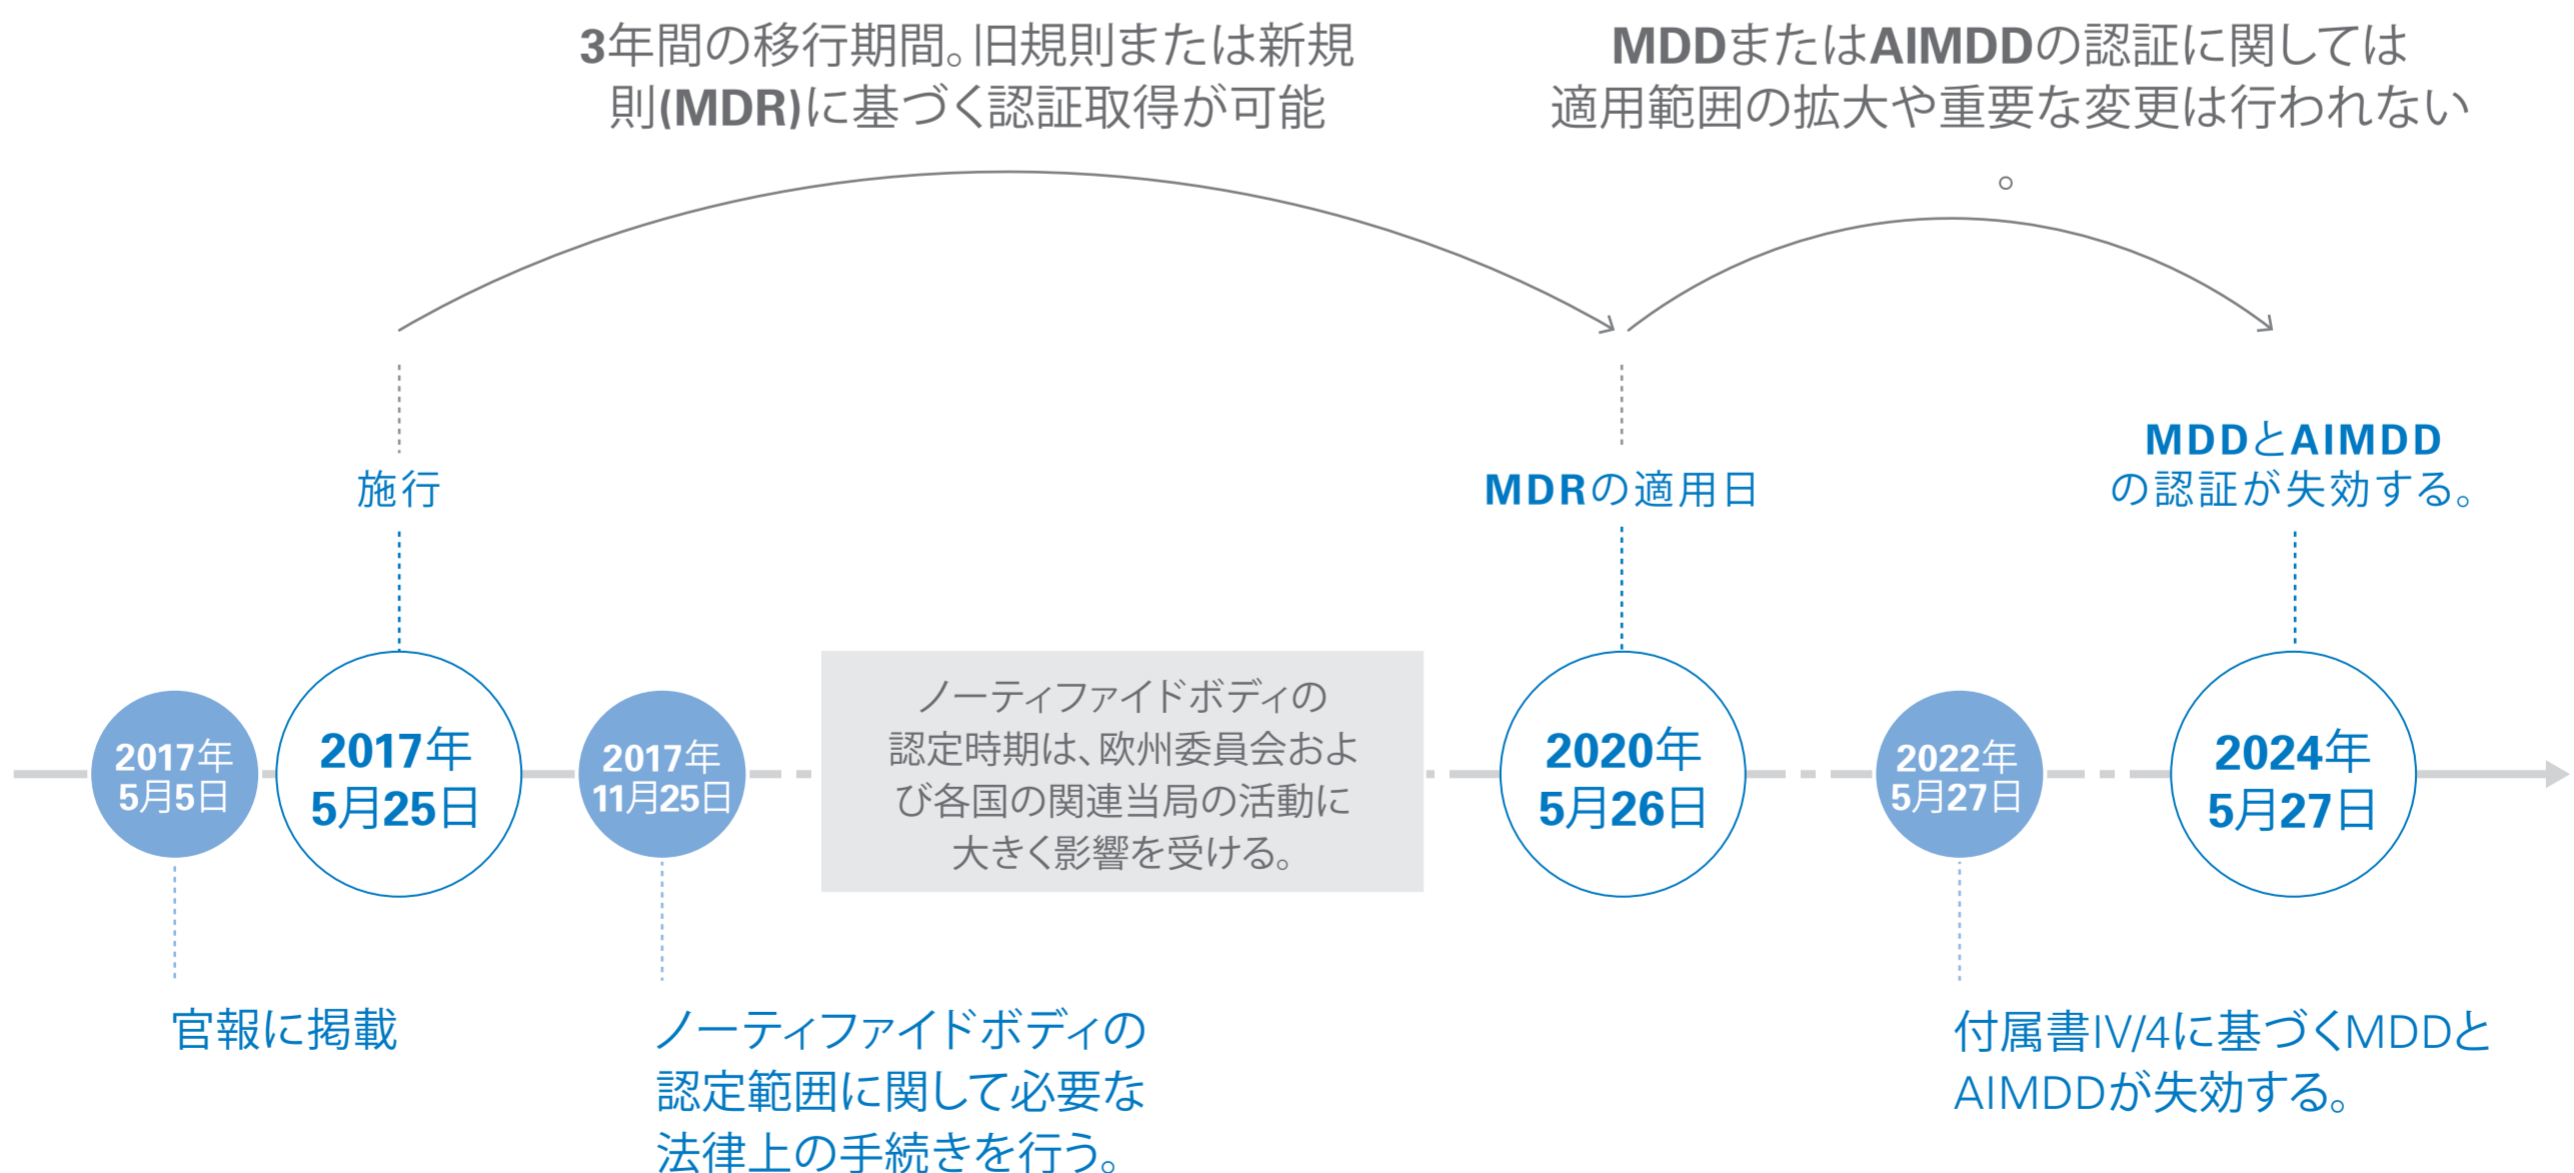 3年間の移行期間。旧規則または新規
則(MDR)に基づく認証取得が可能
MDDまたはAIMDDの認証に関しては
適用範囲の拡大や重要な変更は行われない
。
施行
MDRの適用日
MDDとAIMDD
の認証が失効する。
2017年
5月5日
2017年
5月25日
2017年
11月25日
ノーティファイドボディの
認定時期は、欧州委員会およ
び各国の関連当局の活動に
大きく影響を受ける。
2020年
5月26日
2022年
5月27日
2024年
5月27日
官報に掲載
ノーティファイドボディの
認定範囲に関して必要な
法律上の手続きを行う。
付属書IV/4に基づくMDDと
AIMDDが失効する。